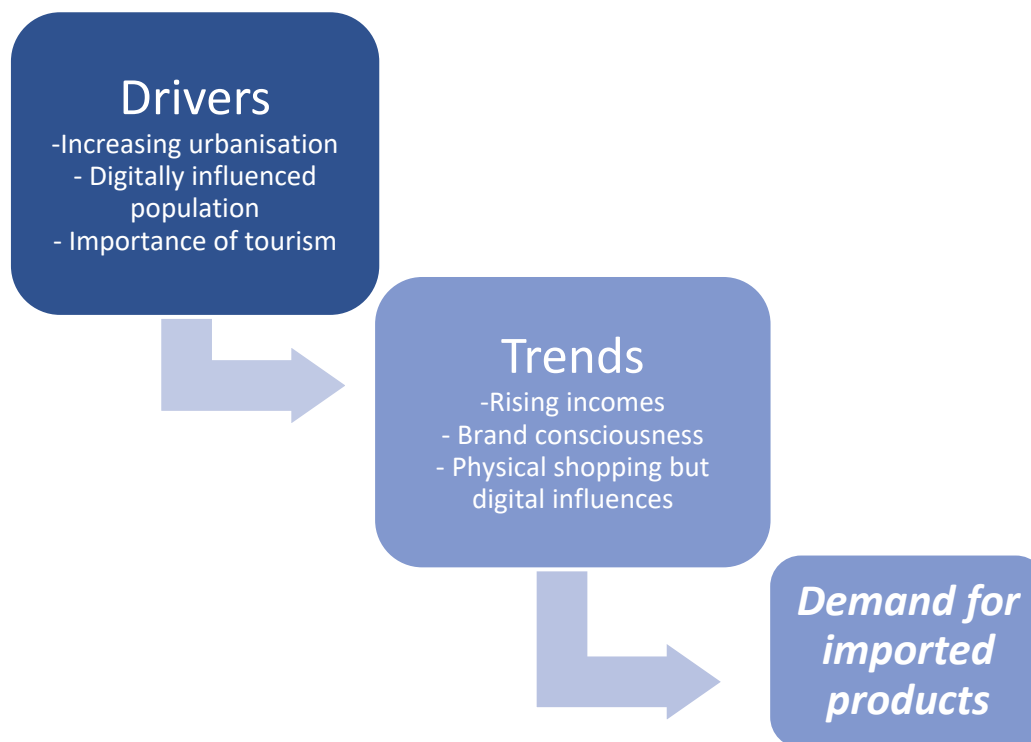 Drivers
-Increasing urbanisation
- Digitally influenced
population
- Importance of tourism
Trends
-Rising incomes
- Brand consciousness
- Physical shopping but
digital influences
Demand for
imported
products